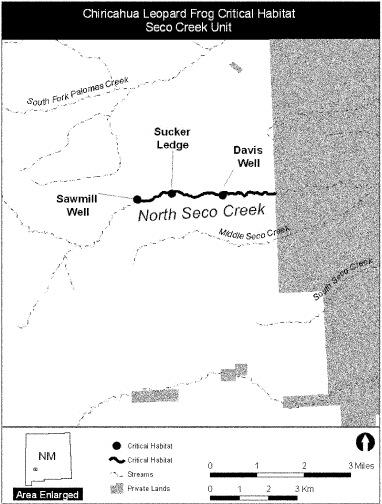 Chiricahua Leopard Frog Critical Habitat
Seco Creek Unit
South Fork Palomas Creek
Sucker
Ledge
Davis
Well
Sawmill
Well
North Seco Creek
Middle Seco Creek
South Seco Creek
NM
Area Enlarged
Critical Habitat
Critical Habitat
Streams
Private Lands
0 1 2 3 Miles
0 1 2 3 Km